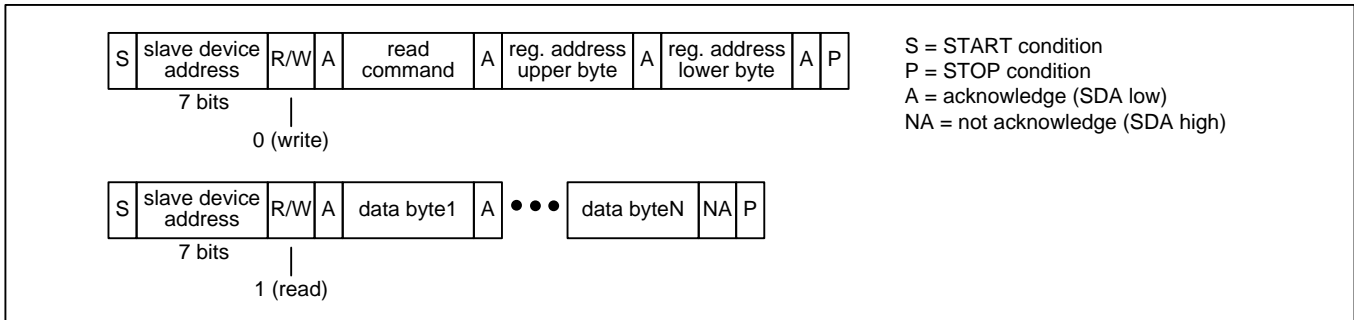 S slave device address R/W A read command A reg. address upper byte A reg. address lower byte A P
7 bits
0 (write)
S = START condition
P = STOP condition
A = acknowledge (SDA low)
NA = not acknowledge (SDA high)
S slave device address R/W A data byte1 A ••• data byteN NA P
7 bits
1 (read)